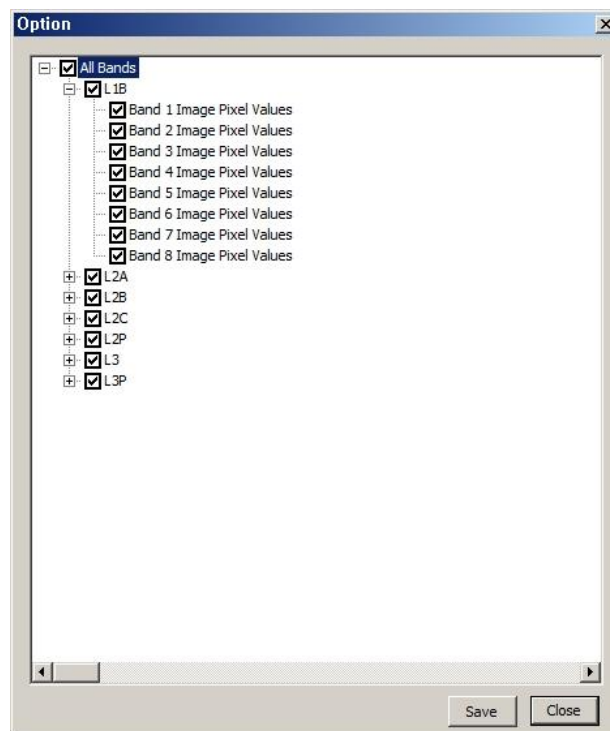 Option
All Bands
L1B
Band 1 Image Pixel Values
Band 2 Image Pixel Values
Band 3 Image Pixel Values
Band 4 Image Pixel Values
Band 5 Image Pixel Values
Band 6 Image Pixel Values
Band 7 Image Pixel Values
Band 8 Image Pixel Values
L2A
L2B
L2C
L2P
L3
L3P
Save
Close